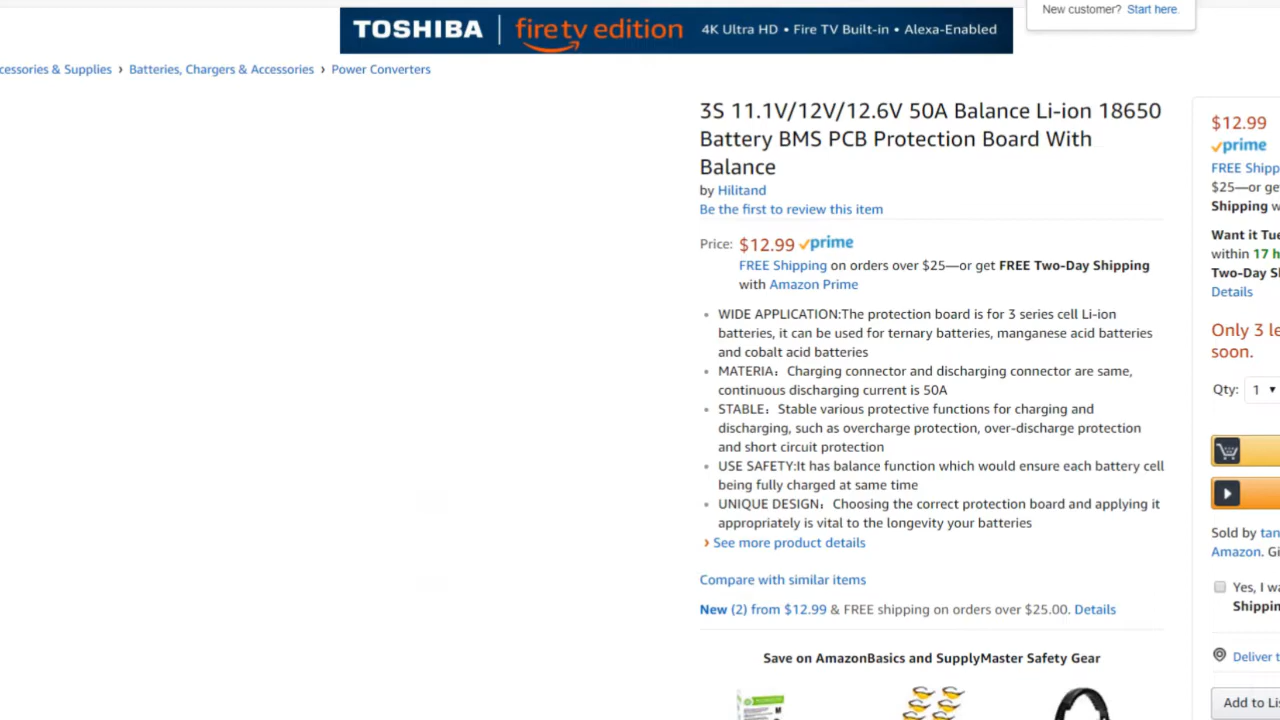 New customer? Start here.
TOSHIBA fire tv edition 4K Ultra HD • Fire TV Built-in • Alexa-Enabled
cessories & Supplies › Batteries, Chargers & Accessories › Power Converters
3S 11.1V/12V/12.6V 50A Balance Li-ion 18650
Battery BMS PCB Protection Board With
Balance
by Hilitand
Be the first to review this item
Price: $12.99 prime
FREE Shipping on orders over $25—or get FREE Two-Day Shipping
with Amazon Prime
• WIDE APPLICATION:The protection board is for 3 series cell Li-ion
batteries, it can be used for ternary batteries, manganese acid batteries
and cobalt acid batteries
• MATERIA：Charging connector and discharging connector are same,
continuous discharging current is 50A
• STABLE：Stable various protective functions for charging and
discharging, such as overcharge protection, over-discharge protection
and short circuit protection
• USE SAFETY:It has balance function which would ensure each battery cell
being fully charged at same time
• UNIQUE DESIGN：Choosing the correct protection board and applying it
appropriately is vital to the longevity your batteries
› See more product details
Compare with similar items
New (2) from $12.99 & FREE shipping on orders over $25.00. Details
Save on AmazonBasics and SupplyMaster Safety Gear
$12.99
prime
FREE Shipp
$25—or ge
Shipping w
Want it Tue
within 17 h
Two-Day Sh
Details
Only 3 le
soon.
Qty: 1
Sold by tan
Amazon. Gi
Yes, I wa
Shippin
Deliver t
Add to Lis